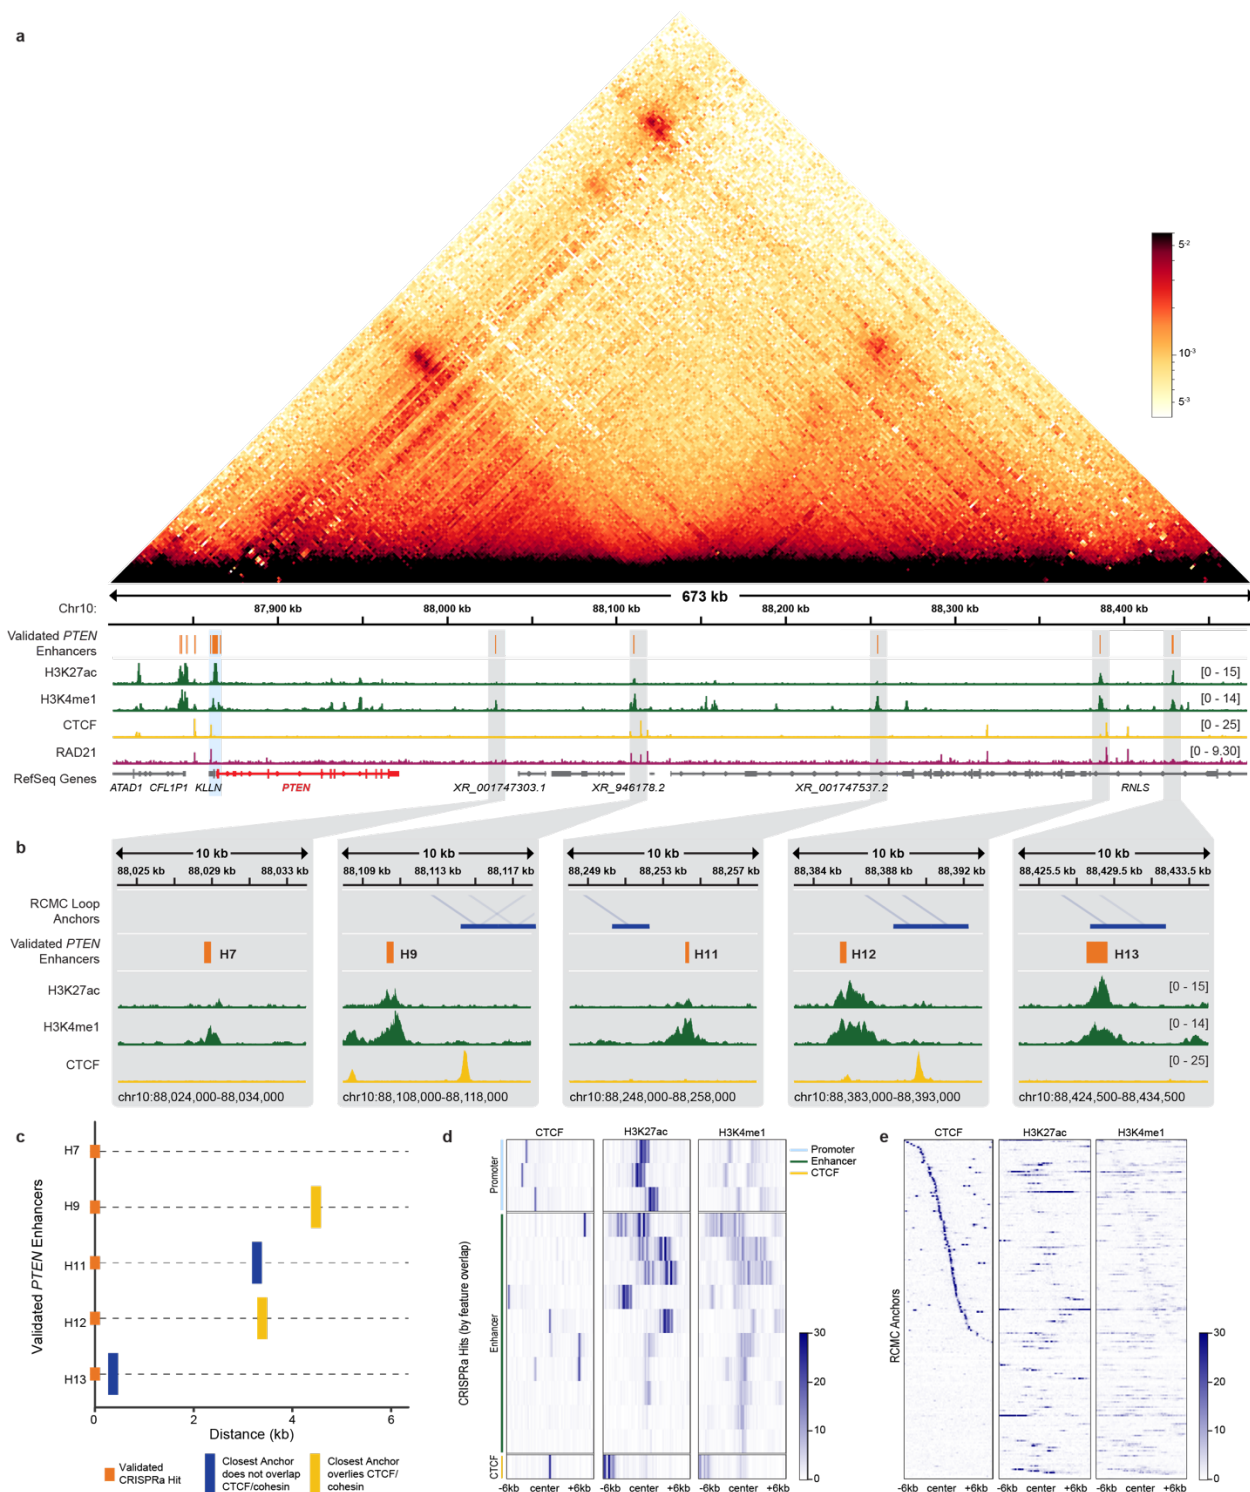 a
5-2
10-3
5-3
673 kb
Chr10:
87,900 kb
88,000 kb
88,100 kb
88,200 kb
88,300 kb
88,400 kb
Validated PTEN
Enhancers
H3K27ac
[0 - 15]
H3K4me1
[0 - 14]
CTCF
[0 - 25]
RAD21
[0 - 9.30]
RefSeq Genes
ATAD1 CFL1P1 KLLN PTEN XR_001747303.1 XR_946178.2 XR_001747537.2 RNLS
b
10 kb 10 kb 10 kb 10 kb 10 kb
88,025 kb 88,029 kb 88,033 kb 88,109 kb 88,113 kb 88,117 kb 88,249 kb 88,253 kb 88,257 kb 88,384 kb 88,388 kb 88,392 kb 88,425.5 kb 88,429.5 kb 88,433.5 kb
RCMC Loop
Anchors
Validated PTEN
Enhancers
H7 H9 H11 H12 H13
H3K27ac
[0 - 15]
H3K4me1
[0 - 14]
CTCF
[0 - 25]
chr10:88,024,000-88,034,000 chr10:88,108,000-88,118,000 chr10:88,248,000-88,258,000 chr10:88,383,000-88,393,000 chr10:88,424,500-88,434,500
c
Validated PTEN Enhancers
H7
H9
H11
H12
H13
0 2 4 6
Distance (kb)
Validated
CRISPRa Hit
Closest Anchor
does not overlap
CTCF/cohesin
Closest Anchor
overlies CTCF/
cohesin
d
CTCF H3K27ac H3K4me1
Promoter
Enhancer
CTCF
CRISPRa Hits (by feature overlap)
Promoter
Enhancer
CTCF
30
20
10
0
-6kb center +6kb -6kb center +6kb -6kb center +6kb
e
CTCF H3K27ac H3K4me1
RCMC Anchors
30
20
10
0
-6kb center +6kb -6kb center +6kb -6kb center +6kb